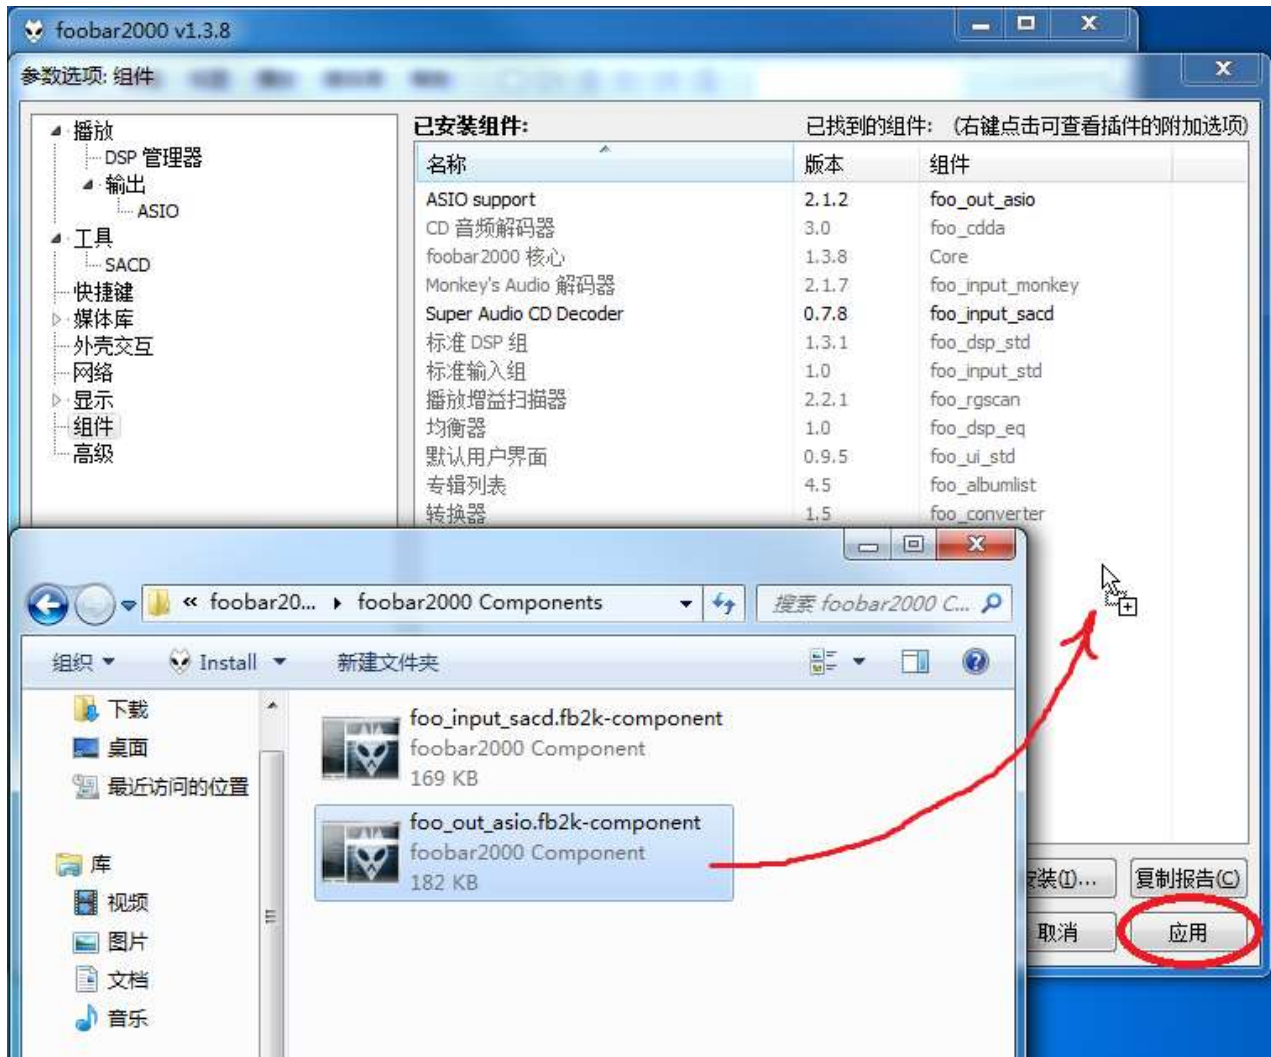 foobar2000 v1.3.8
参数选项: 组件
播放
DSP 管理器
输出
ASIO
工具
SACD
快捷键
媒体库
外壳交互
网络
显示
组件
高级
已安装组件: 已找到的组件: (右键点击可查看插件的附加选项)
名称 版本 组件
ASIO support 2.1.2 foo_out_asio
CD 音频解码器 3.0 foo_cdda
foobar2000 核心 1.3.8 Core
Monkey's Audio 解码器 2.1.7 foo_input_monkey
Super Audio CD Decoder 0.7.8 foo_input_sacd
标准 DSP 组 1.3.1 foo_dsp_std
标准输入组 1.0 foo_input_std
播放增益扫描器 2.2.1 foo_rgscan
均衡器 1.0 foo_dsp_eq
默认用户界面 0.9.5 foo_ui_std
专辑列表 4.5 foo_albumlist
转换器 1.5 foo_converter
« foobar20... foobar2000 Components 搜索 foobar2000 C...
组织 Install 新建文件夹
下载
桌面
最近访问的位置
库
视频
图片
文档
音乐
foo_input_sacd.fb2k-component
foobar2000 Component
169 KB
foo_out_asio.fb2k-component
foobar2000 Component
182 KB
装(I)... 复制报告(C)
取消 应用